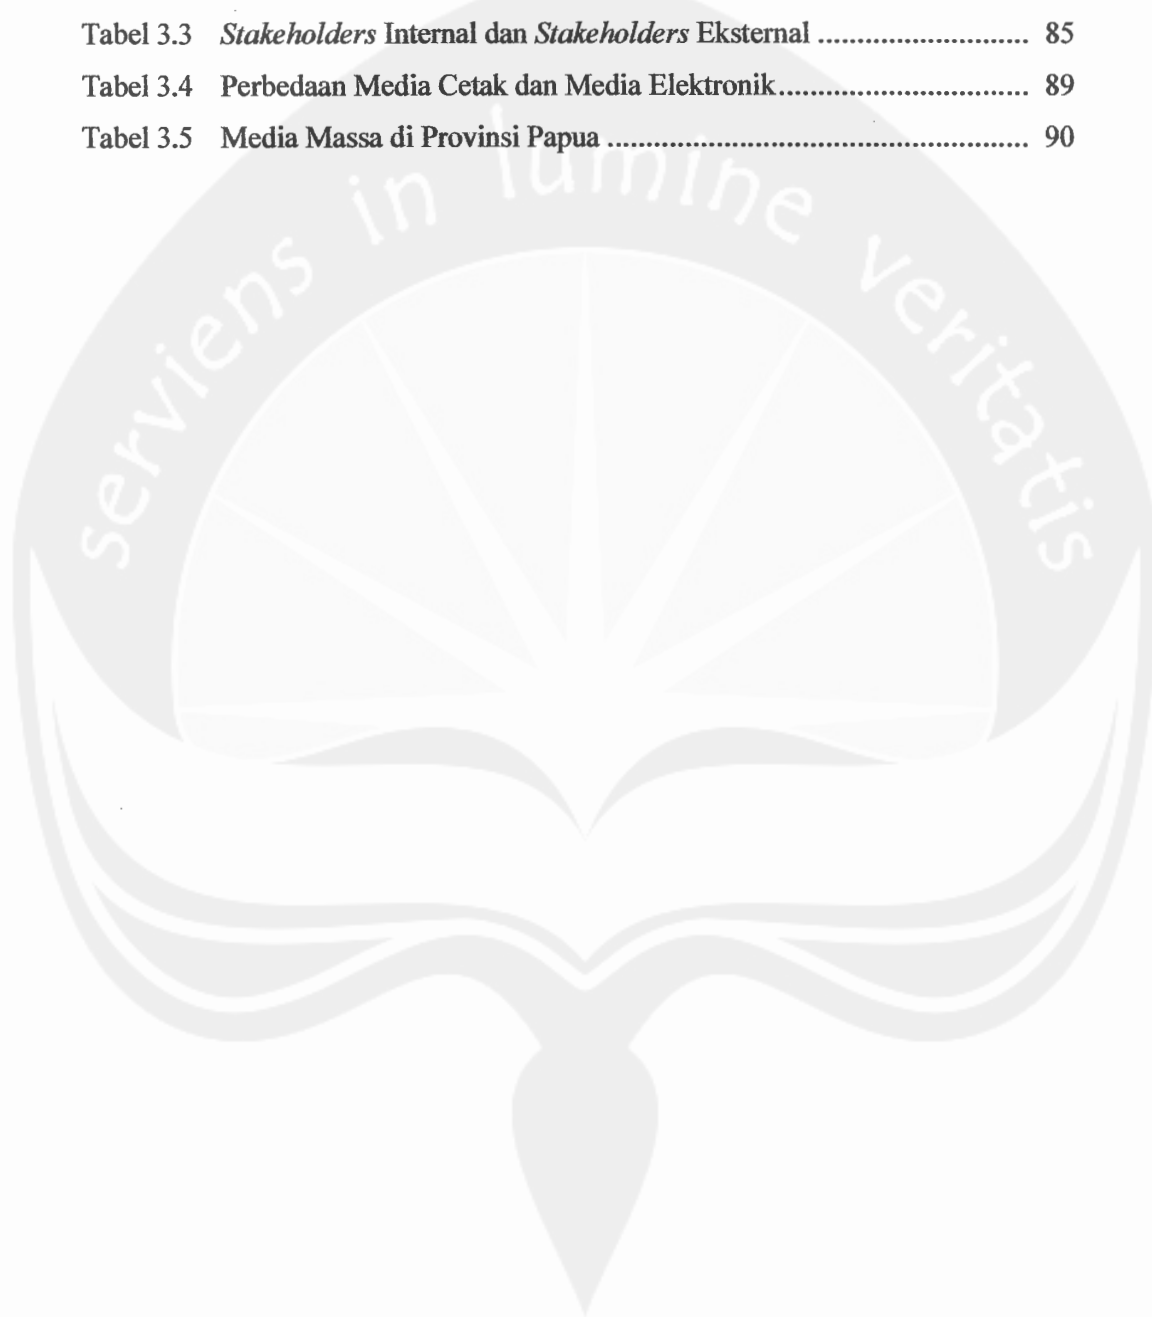 Tabel 3.3 Stakeholders Internal dan Stakeholders Eksternal ........................... 85
Tabel 3.4 Perbedaan Media Cetak dan Media Elektronik................................ 89
Tabel 3.5 Media Massa di Provinsi Papua ...................................................... 90
serviens in lumine veritatis